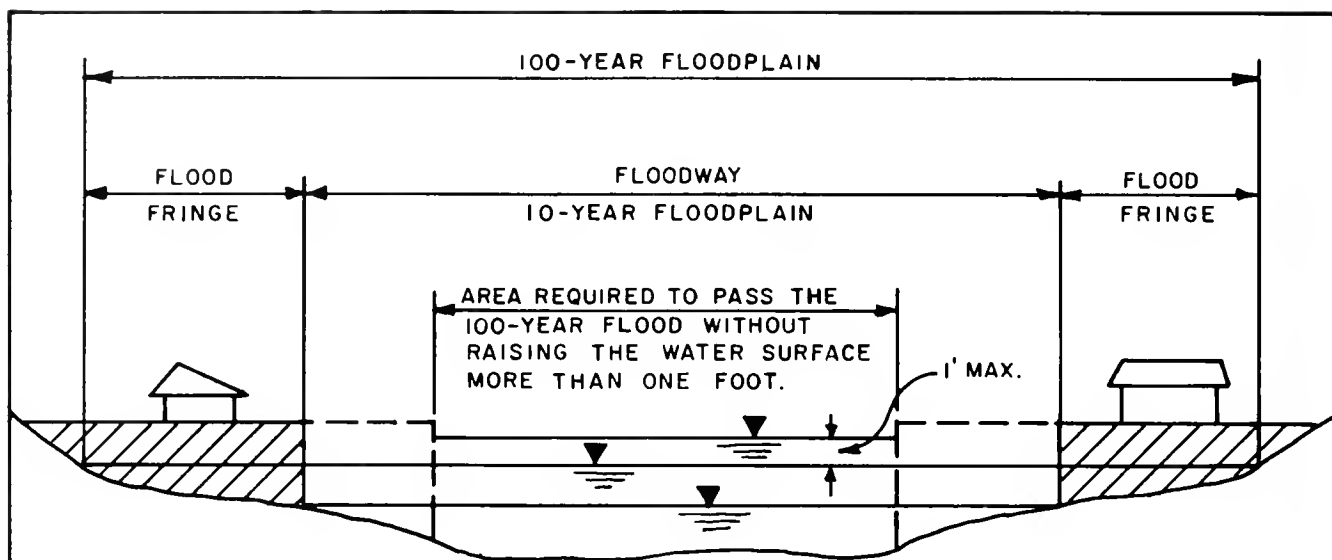 100-YEAR FLOODPLAIN
FLOOD
FRINGE
FLOODWAY
10-YEAR FLOODPLAIN
FLOOD
FRINGE
AREA REQUIRED TO PASS THE
100-YEAR FLOOD WITHOUT
RAISING THE WATER SURFACE
MORE THAN ONE FOOT.
1' MAX.